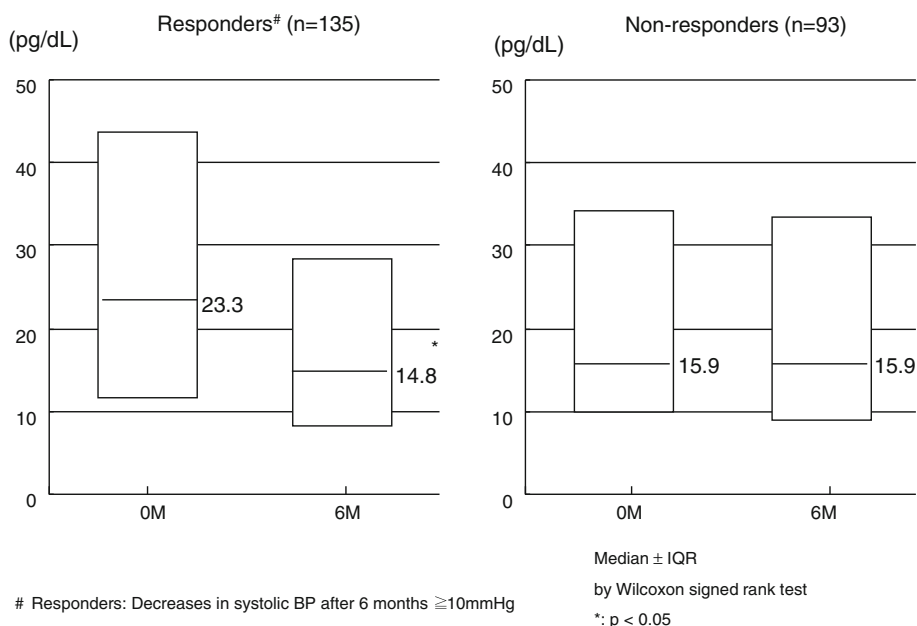 Responders# (n=135)
(pg/dL)
50
40
30
20
10
0
23.3
*
14.8
0M
6M
Non-responders (n=93)
(pg/dL)
50
40
30
20
10
0
15.9
15.9
0M
6M
Median ± IQR
by Wilcoxon signed rank test
*: p < 0.05
# Responders: Decreases in systolic BP after 6 months ≧10mmHg